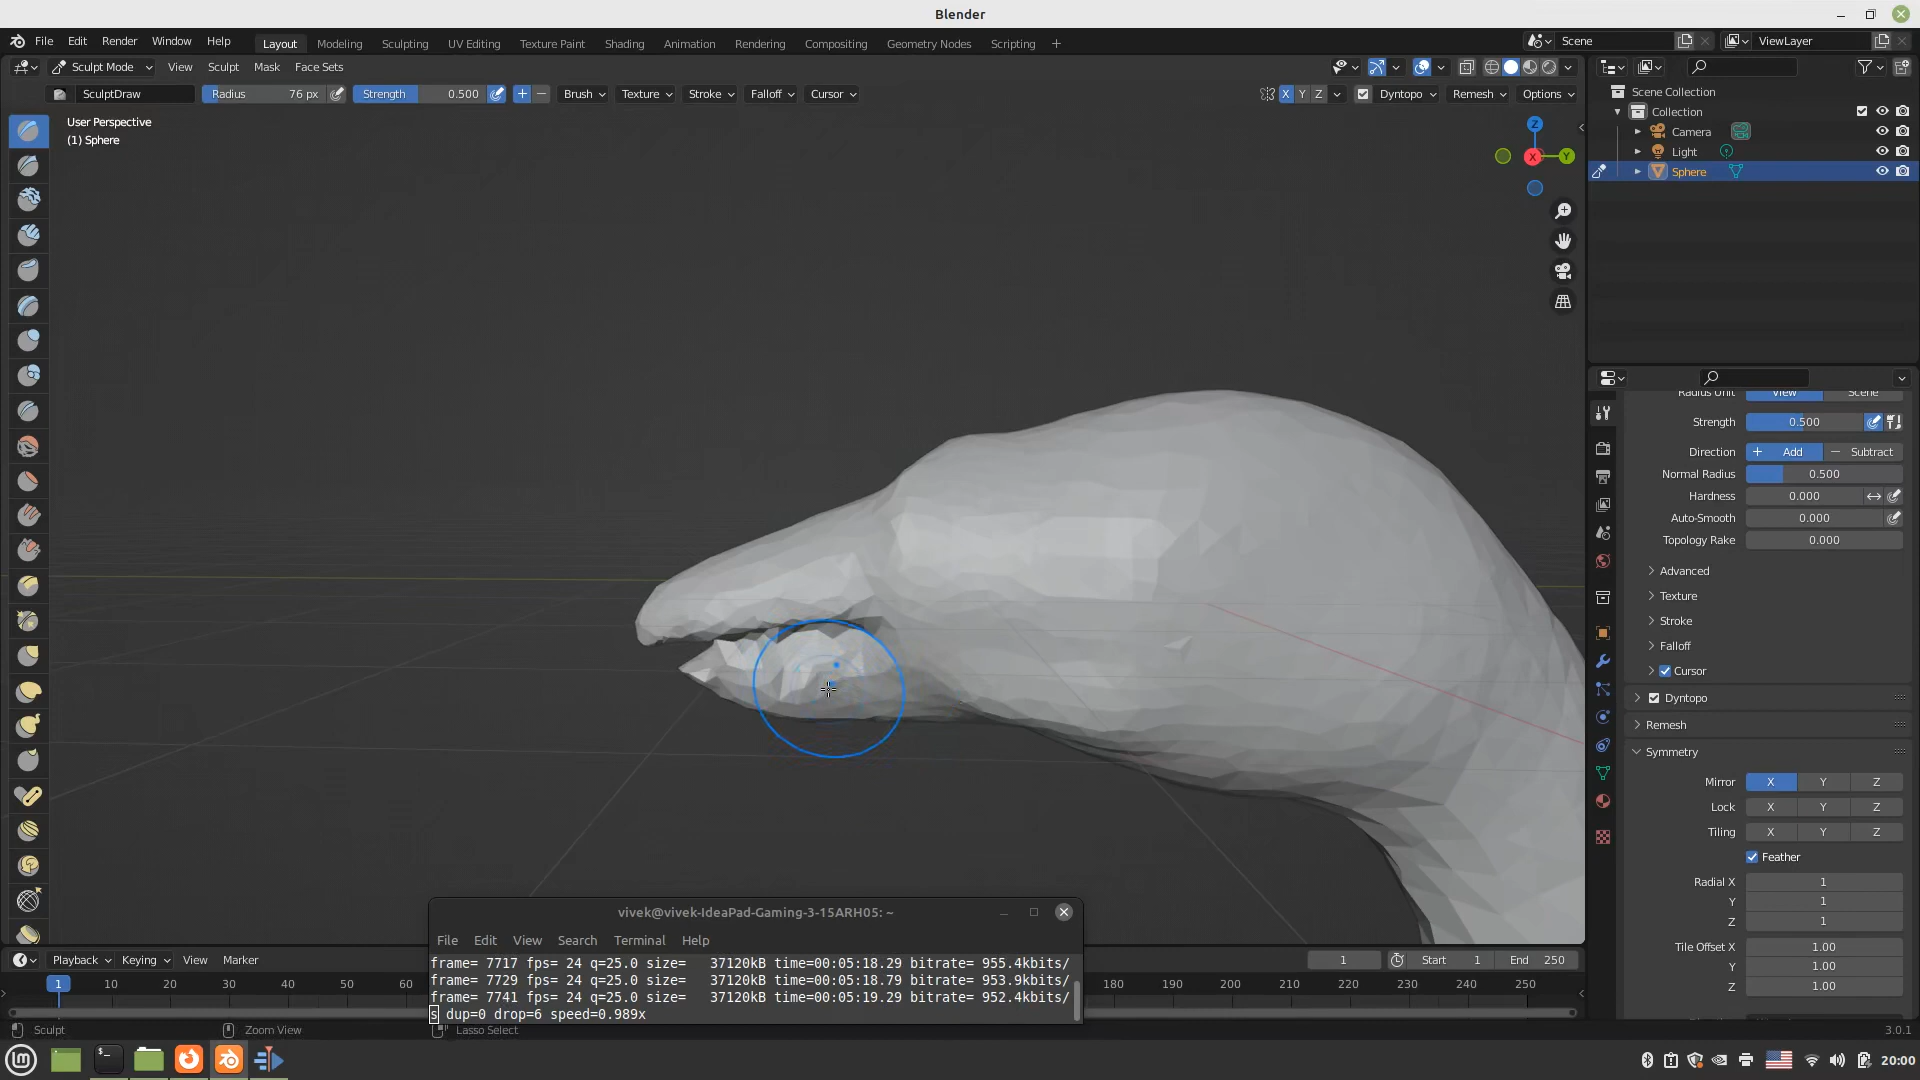 Blender
File Edit Render Window Help
Layout Modeling Sculpting UV Editing Texture Paint Shading Animation Rendering Compositing Geometry Nodes Scripting +
Scene
ViewLayer
Sculpt Mode View Sculpt Mask Face Sets
SculptDraw Radius 76 px Strength 0.500 Brush Texture Stroke Falloff Cursor
X Y Z Dyntopo Remesh Options
User Perspective
(1) Sphere
Z
X Y
Scene Collection
Collection
Camera
Light
Sphere
Radius Unit View Scene
Strength 0.500
Direction + Add − Subtract
Normal Radius 0.500
Hardness 0.000
Auto-Smooth 0.000
Topology Rake 0.000
Advanced
Texture
Stroke
Falloff
Cursor
Dyntopo
Remesh
Symmetry
Mirror X Y Z
Lock X Y Z
Tiling X Y Z
Feather
Radial X 1
Y 1
Z 1
Tile Offset X 1.00
Y 1.00
Z 1.00
vivek@vivek-IdeaPad-Gaming-3-15ARH05: ~
File Edit View Search Terminal Help
frame= 7717 fps= 24 q=25.0 size=   37120kB time=00:05:18.29 bitrate= 955.4kbits/
frame= 7729 fps= 24 q=25.0 size=   37120kB time=00:05:18.79 bitrate= 953.9kbits/
frame= 7741 fps= 24 q=25.0 size=   37120kB time=00:05:19.29 bitrate= 952.4kbits/
s dup=0 drop=6 speed=0.989x
Playback Keying View Marker
1 Start 1 End 250
1 10 20 30 40 50 60 180 190 200 210 220 230 240 250
Sculpt Zoom View Lasso Select
3.0.1
20:00